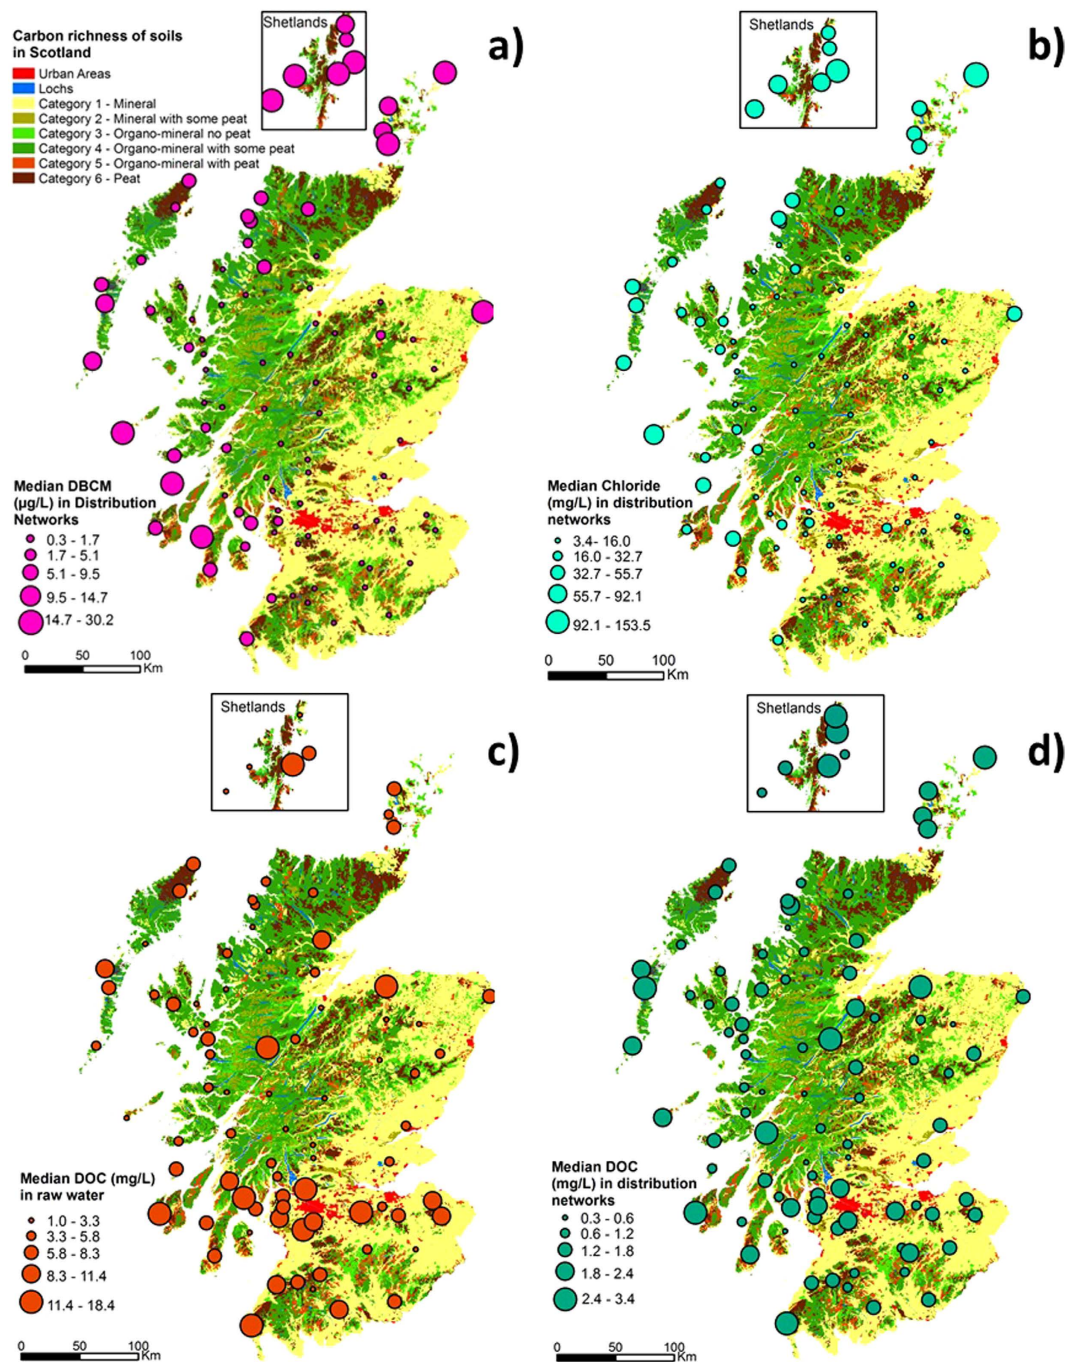 Carbon richness of soils
in Scotland
Urban Areas
Lochs
Category 1 - Mineral
Category 2 - Mineral with some peat
Category 3 - Organo-mineral no peat
Category 4 - Organo-mineral with some peat
Category 5 - Organo-mineral with peat
Category 6 - Peat
Shetlands
a)
Median DBCM
(µg/L) in Distribution
Networks
0.3 - 1.7
1.7 - 5.1
5.1 - 9.5
9.5 - 14.7
14.7 - 30.2
0 50 100
Km
Shetlands
b)
Median Chloride
(mg/L) in distribution
networks
3.4- 16.0
16.0 - 32.7
32.7 - 55.7
55.7 - 92.1
92.1 - 153.5
0 50 100
Km
Shetlands
c)
Median DOC (mg/L)
in raw water
1.0 - 3.3
3.3 - 5.8
5.8 - 8.3
8.3 - 11.4
11.4 - 18.4
0 50 100
Km
Shetlands
d)
Median DOC
(mg/L) in distribution
networks
0.3 - 0.6
0.6 - 1.2
1.2 - 1.8
1.8 - 2.4
2.4 - 3.4
0 50 100
Km